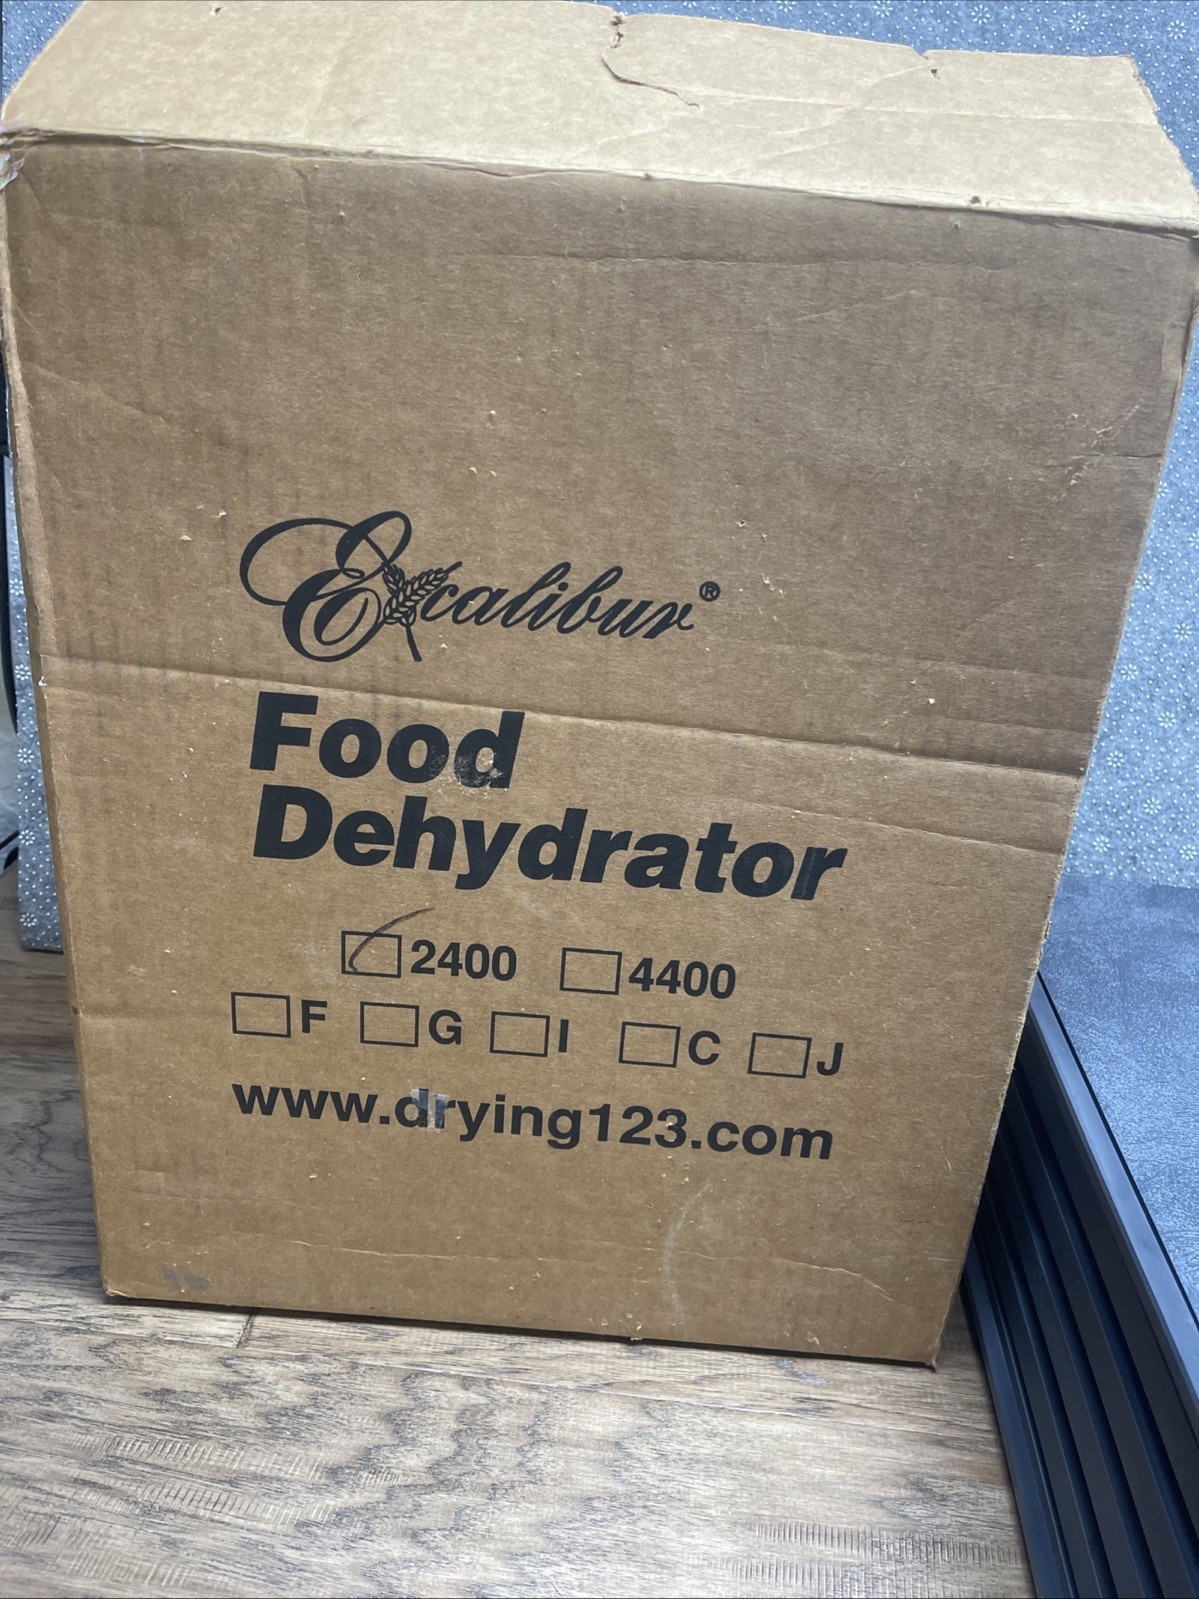 Excalibur®
Food
Dehydrator
2400 4400
F G I C J
www.drying123.com